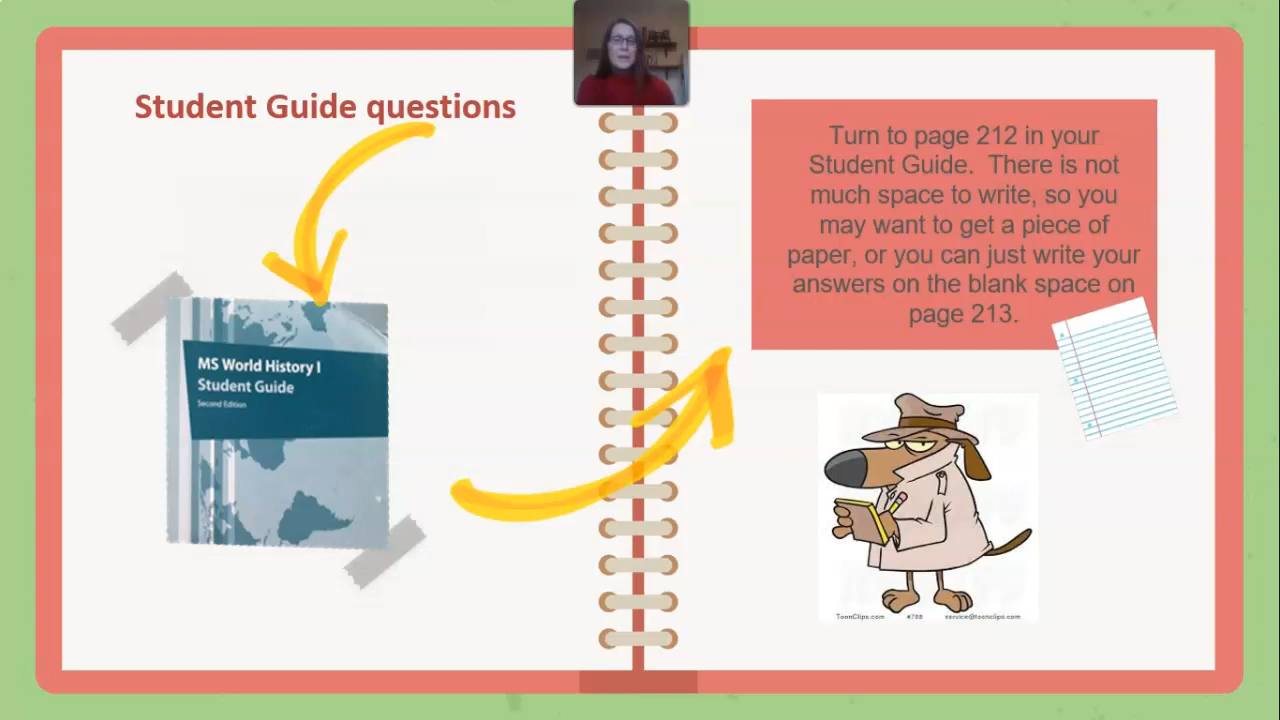 Student Guide questions
MS World History I
Student Guide
Second Edition
Turn to page 212 in your
Student Guide. There is not
much space to write, so you
may want to get a piece of
paper, or you can just write your
answers on the blank space on
page 213.
ToonClips.com #788 service@toonclips.com